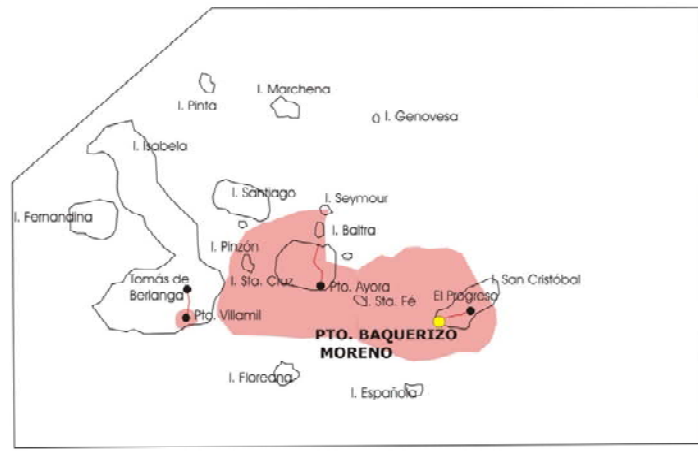 I. Marchena
I. Pinta
I. Genovesa
I. Isabela
I. Santiago
I. Seymour
I. Fernandina
I. Baltra
I. Pinzón
Tomás de
Berlanga
I. Sta. Cruz
Pto. Ayora
I. San Cristóbal
El Progreso
I. Sta. Fé
Pto. Villamil
PTO. BAQUERIZO
MORENO
I. Floreana
I. Española